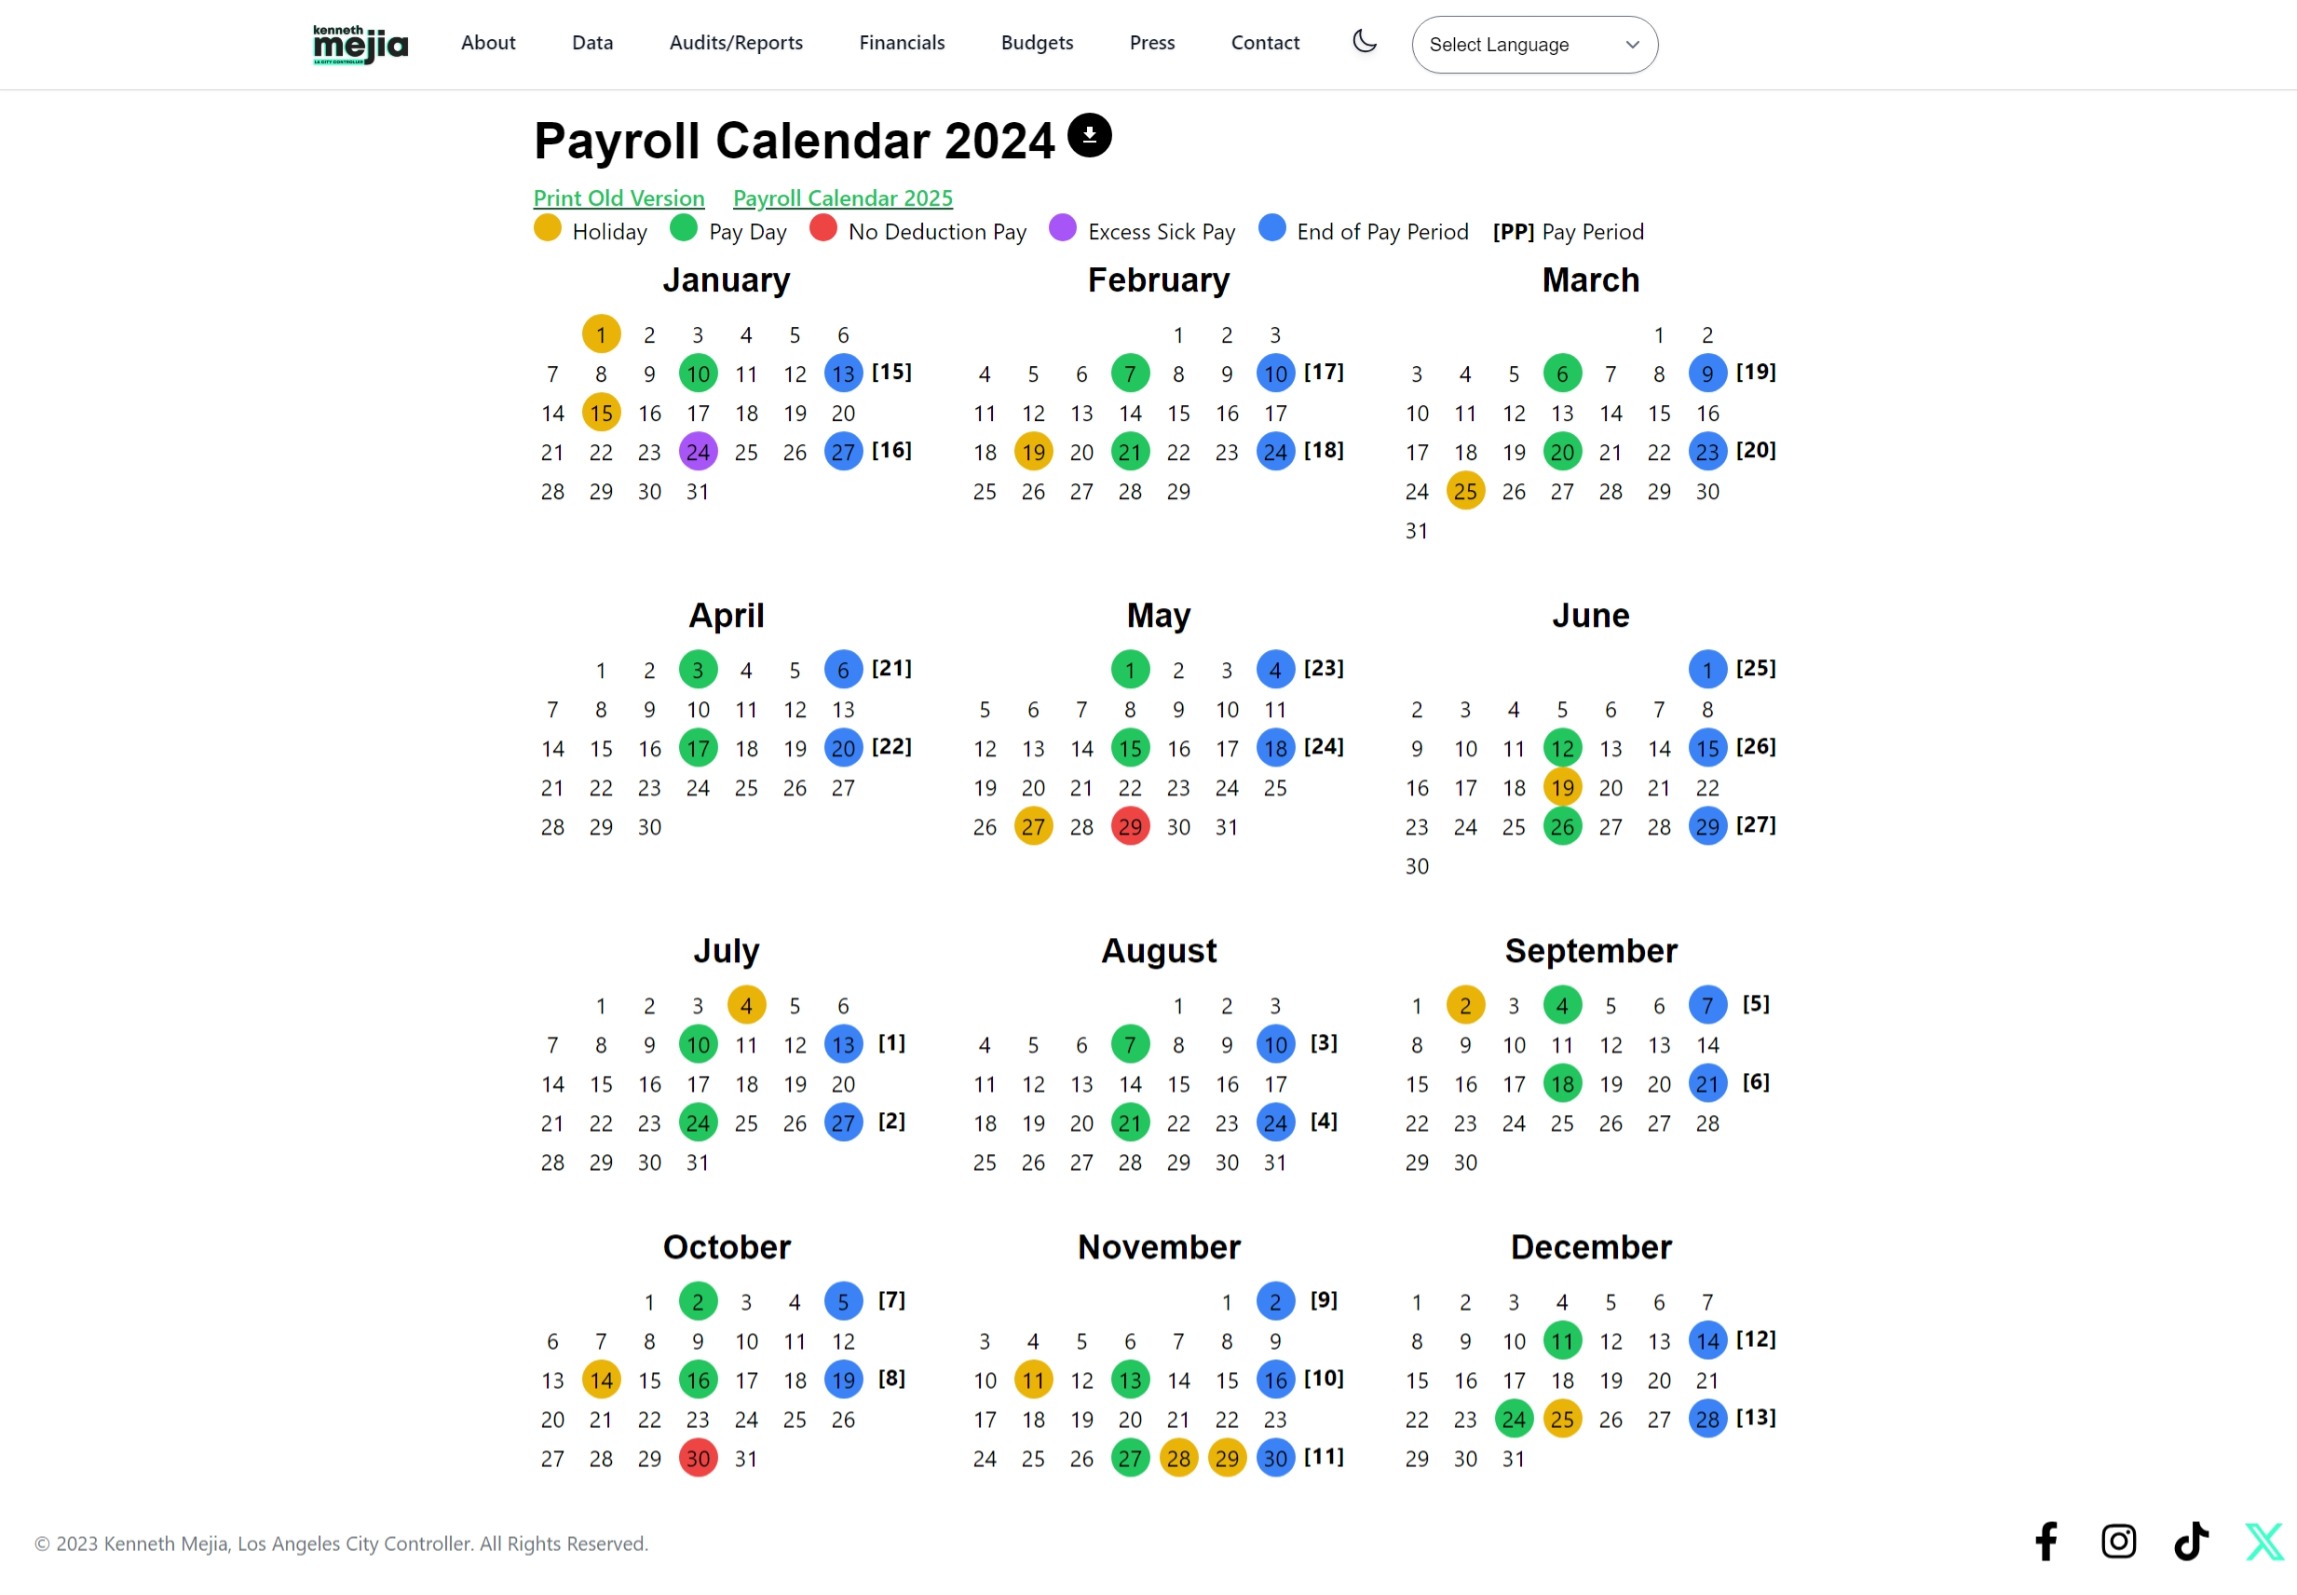 kenneth
mejia
LA CITY CONTROLLER
About Data Audits/Reports Financials Budgets Press Contact Select Language
Payroll Calendar 2024
Print Old Version Payroll Calendar 2025
Holiday Pay Day No Deduction Pay Excess Sick Pay End of Pay Period [PP] Pay Period
January
1 2 3 4 5 6
7 8 9 10 11 12 13 [15]
14 15 16 17 18 19 20
21 22 23 24 25 26 27 [16]
28 29 30 31
February
1 2 3
4 5 6 7 8 9 10 [17]
11 12 13 14 15 16 17
18 19 20 21 22 23 24 [18]
25 26 27 28 29
March
1 2
3 4 5 6 7 8 9 [19]
10 11 12 13 14 15 16
17 18 19 20 21 22 23 [20]
24 25 26 27 28 29 30
31
April
1 2 3 4 5 6 [21]
7 8 9 10 11 12 13
14 15 16 17 18 19 20 [22]
21 22 23 24 25 26 27
28 29 30
May
1 2 3 4 [23]
5 6 7 8 9 10 11
12 13 14 15 16 17 18 [24]
19 20 21 22 23 24 25
26 27 28 29 30 31
June
1 [25]
2 3 4 5 6 7 8
9 10 11 12 13 14 15 [26]
16 17 18 19 20 21 22
23 24 25 26 27 28 29 [27]
30
July
1 2 3 4 5 6
7 8 9 10 11 12 13 [1]
14 15 16 17 18 19 20
21 22 23 24 25 26 27 [2]
28 29 30 31
August
1 2 3
4 5 6 7 8 9 10 [3]
11 12 13 14 15 16 17
18 19 20 21 22 23 24 [4]
25 26 27 28 29 30 31
September
1 2 3 4 5 6 7 [5]
8 9 10 11 12 13 14
15 16 17 18 19 20 21 [6]
22 23 24 25 26 27 28
29 30
October
1 2 3 4 5 [7]
6 7 8 9 10 11 12
13 14 15 16 17 18 19 [8]
20 21 22 23 24 25 26
27 28 29 30 31
November
1 2 [9]
3 4 5 6 7 8 9
10 11 12 13 14 15 16 [10]
17 18 19 20 21 22 23
24 25 26 27 28 29 30 [11]
December
1 2 3 4 5 6 7
8 9 10 11 12 13 14 [12]
15 16 17 18 19 20 21
22 23 24 25 26 27 28 [13]
29 30 31
© 2023 Kenneth Mejia, Los Angeles City Controller. All Rights Reserved.